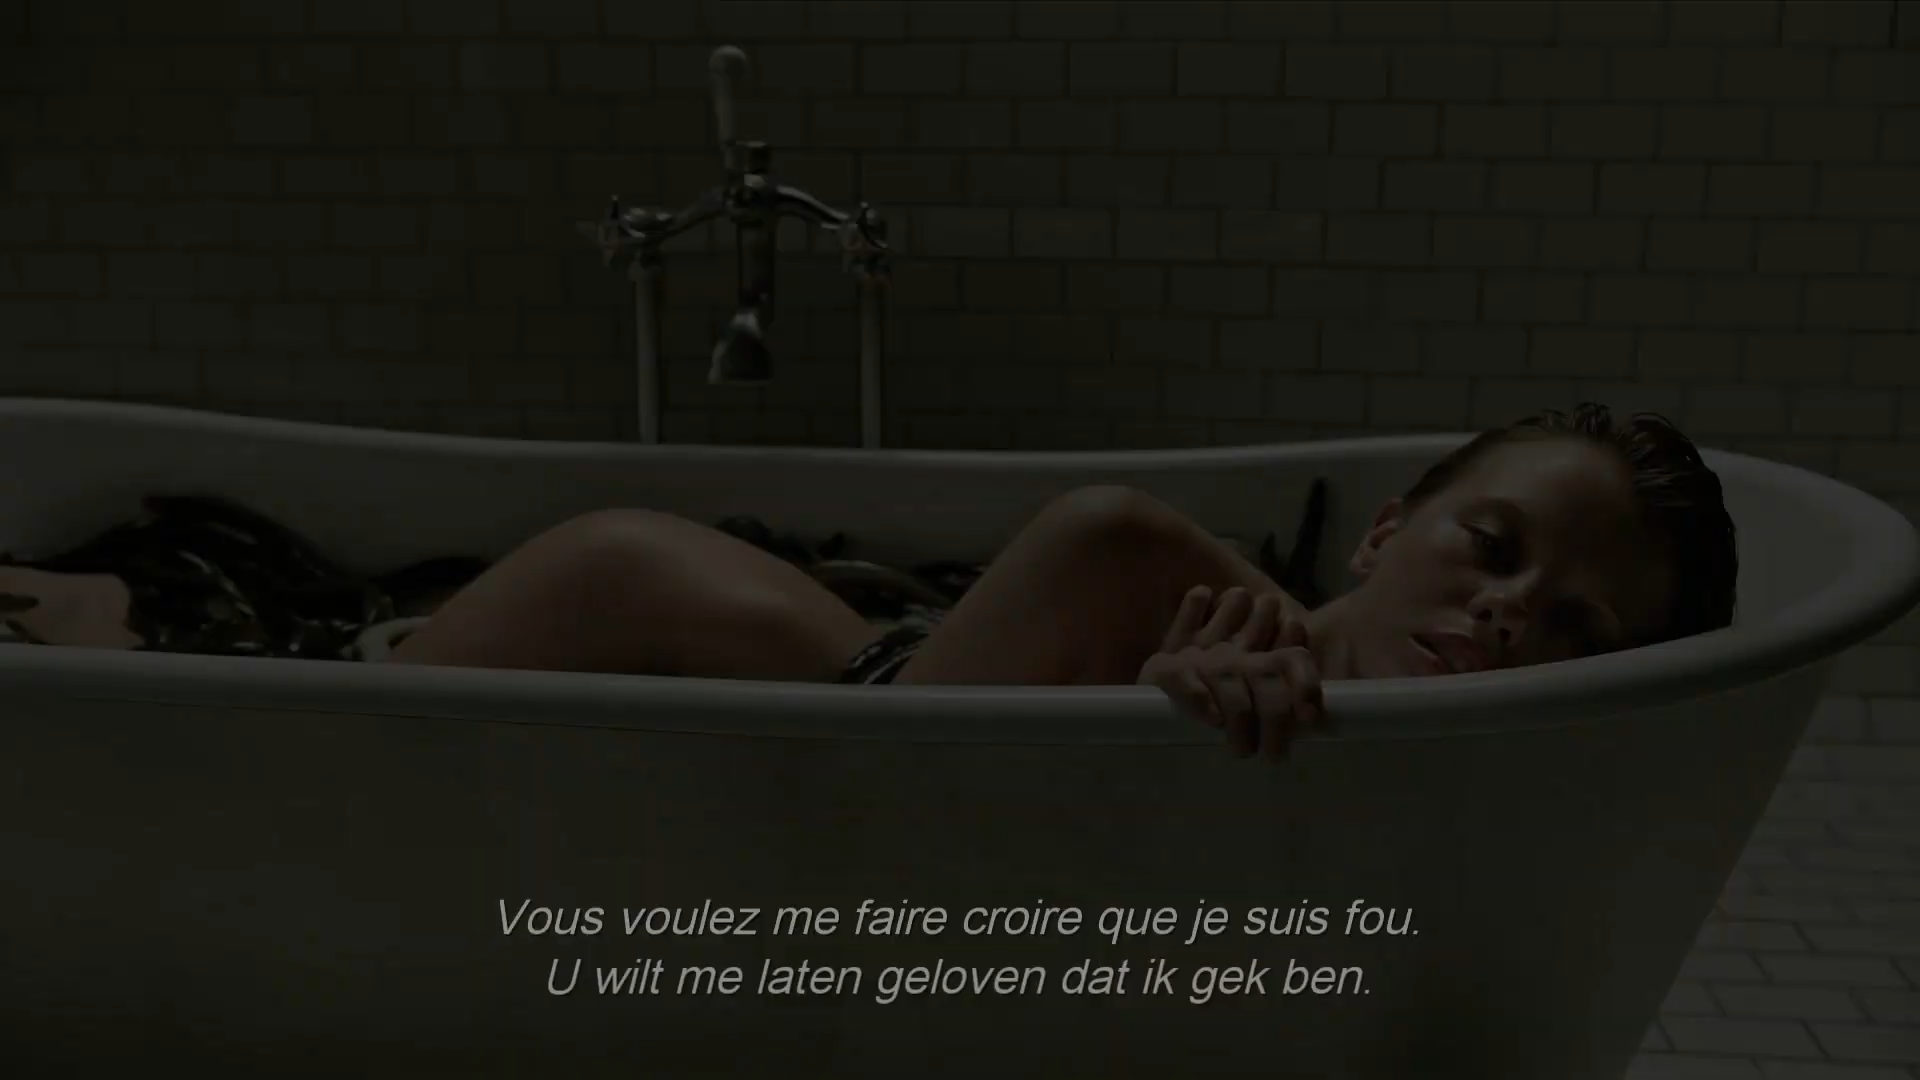 Vous voulez me faire croire que je suis fou.
U wilt me laten geloven dat ik gek ben.